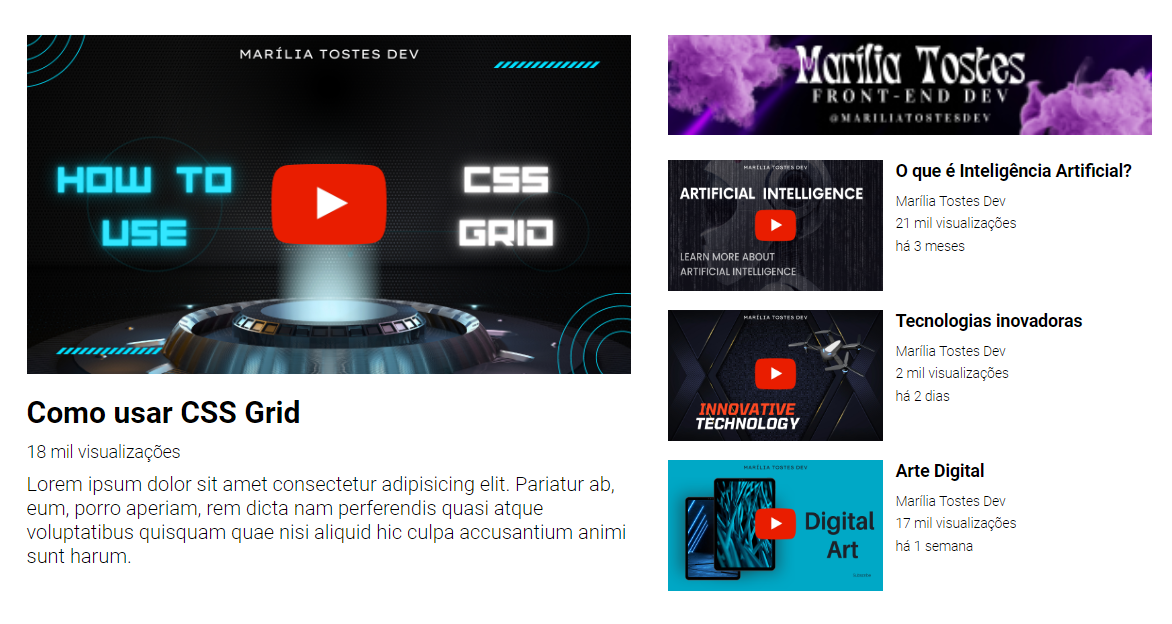 MARÍLIA TOSTES DEV
HOW TO
USE
CSS
GRID
Como usar CSS Grid
18 mil visualizações
Lorem ipsum dolor sit amet consectetur adipisicing elit. Pariatur ab,
eum, porro aperiam, rem dicta nam perferendis quasi atque
voluptatibus quisquam quae nisi aliquid hic culpa accusantium animi
sunt harum.
Marília Tostes
FRONT-END DEV
@MARILIATOSTESDEV
MARÍLIA TOSTES DEV
ARTIFICIAL INTELLIGENCE
LEARN MORE ABOUT
ARTIFICIAL INTELLIGENCE
O que é Inteligência Artificial?
Marília Tostes Dev
21 mil visualizações
há 3 meses
MARÍLIA TOSTES DEV
INNOVATIVE
TECHNOLOGY
Tecnologias inovadoras
Marília Tostes Dev
2 mil visualizações
há 2 dias
MARÍLIA TOSTES DEV
Digital
Art
Arte Digital
Marília Tostes Dev
17 mil visualizações
há 1 semana